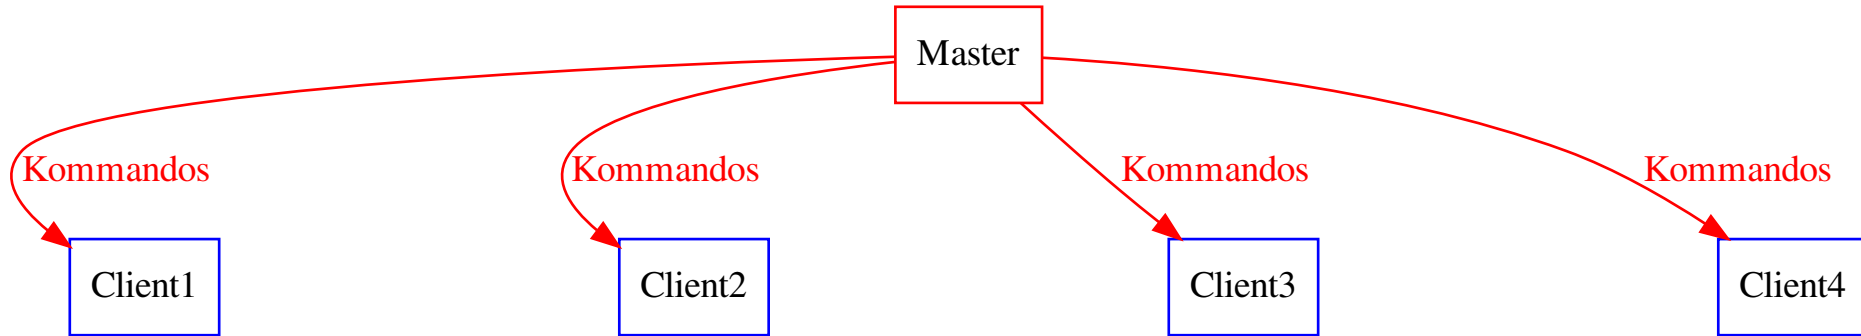 Master
Kommandos
Kommandos
Kommandos
Kommandos
Client1
Client2
Client3
Client4